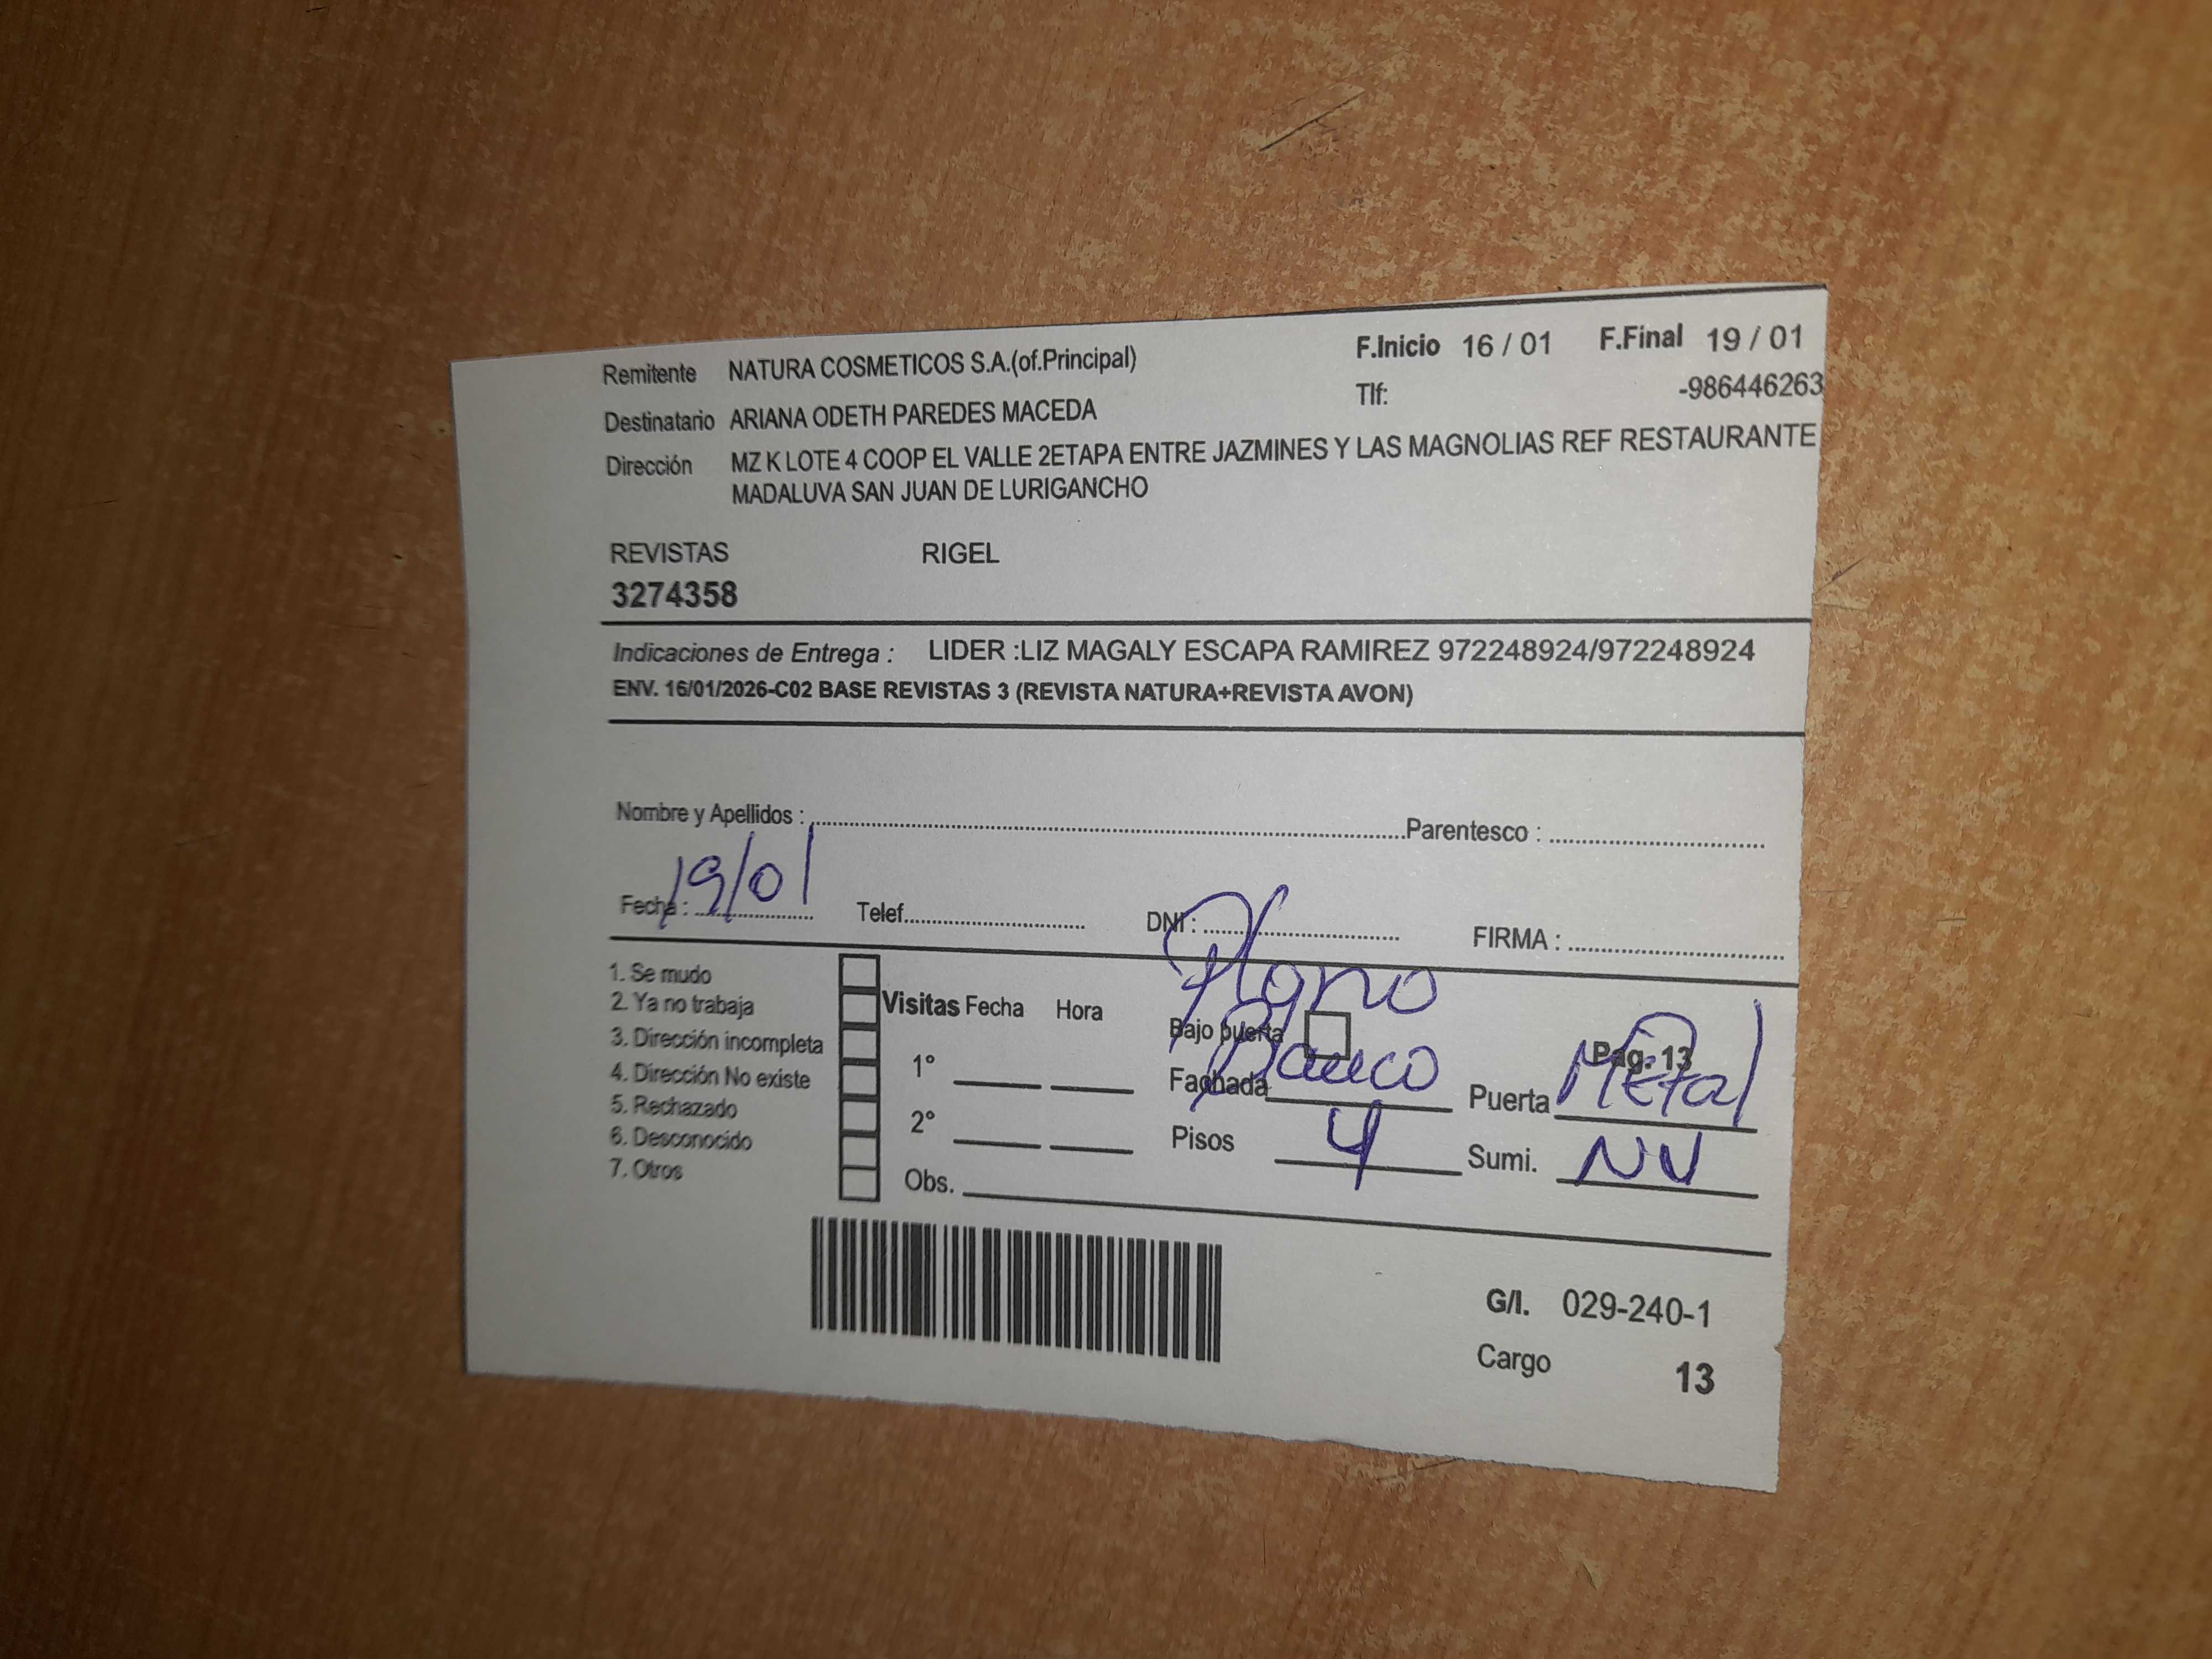 F.Inicio 16 / 01 F.Final 19 / 01
Remitente NATURA COSMETICOS S.A.(of.Principal)
Tlf: -986446263
Destinatario ARIANA ODETH PAREDES MACEDA
Dirección MZ K LOTE 4 COOP EL VALLE 2ETAPA ENTRE JAZMINES Y LAS MAGNOLIAS REF RESTAURANTE
MADALUVA SAN JUAN DE LURIGANCHO
REVISTAS RIGEL
3274358
Indicaciones de Entrega : LIDER :LIZ MAGALY ESCAPA RAMIREZ 972248924/972248924
ENV. 16/01/2026-C02 BASE REVISTAS 3 (REVISTA NATURA+REVISTA AVON)
Nombre y Apellidos : Parentesco :
Fecha : 19/01 Telef. DNI : FIRMA :
1. Se mudo
2. Ya no trabaja
3. Dirección incompleta
4. Dirección No existe
5. Rechazado
6. Desconocido
7. Otros
Visitas Fecha Hora
1°
2°
Obs.
Plomo
Bajo puerta Pag. 13
Fachada Blanco Puerta Metal
Pisos 4 Sumi. NV
G/I. 029-240-1
Cargo 13